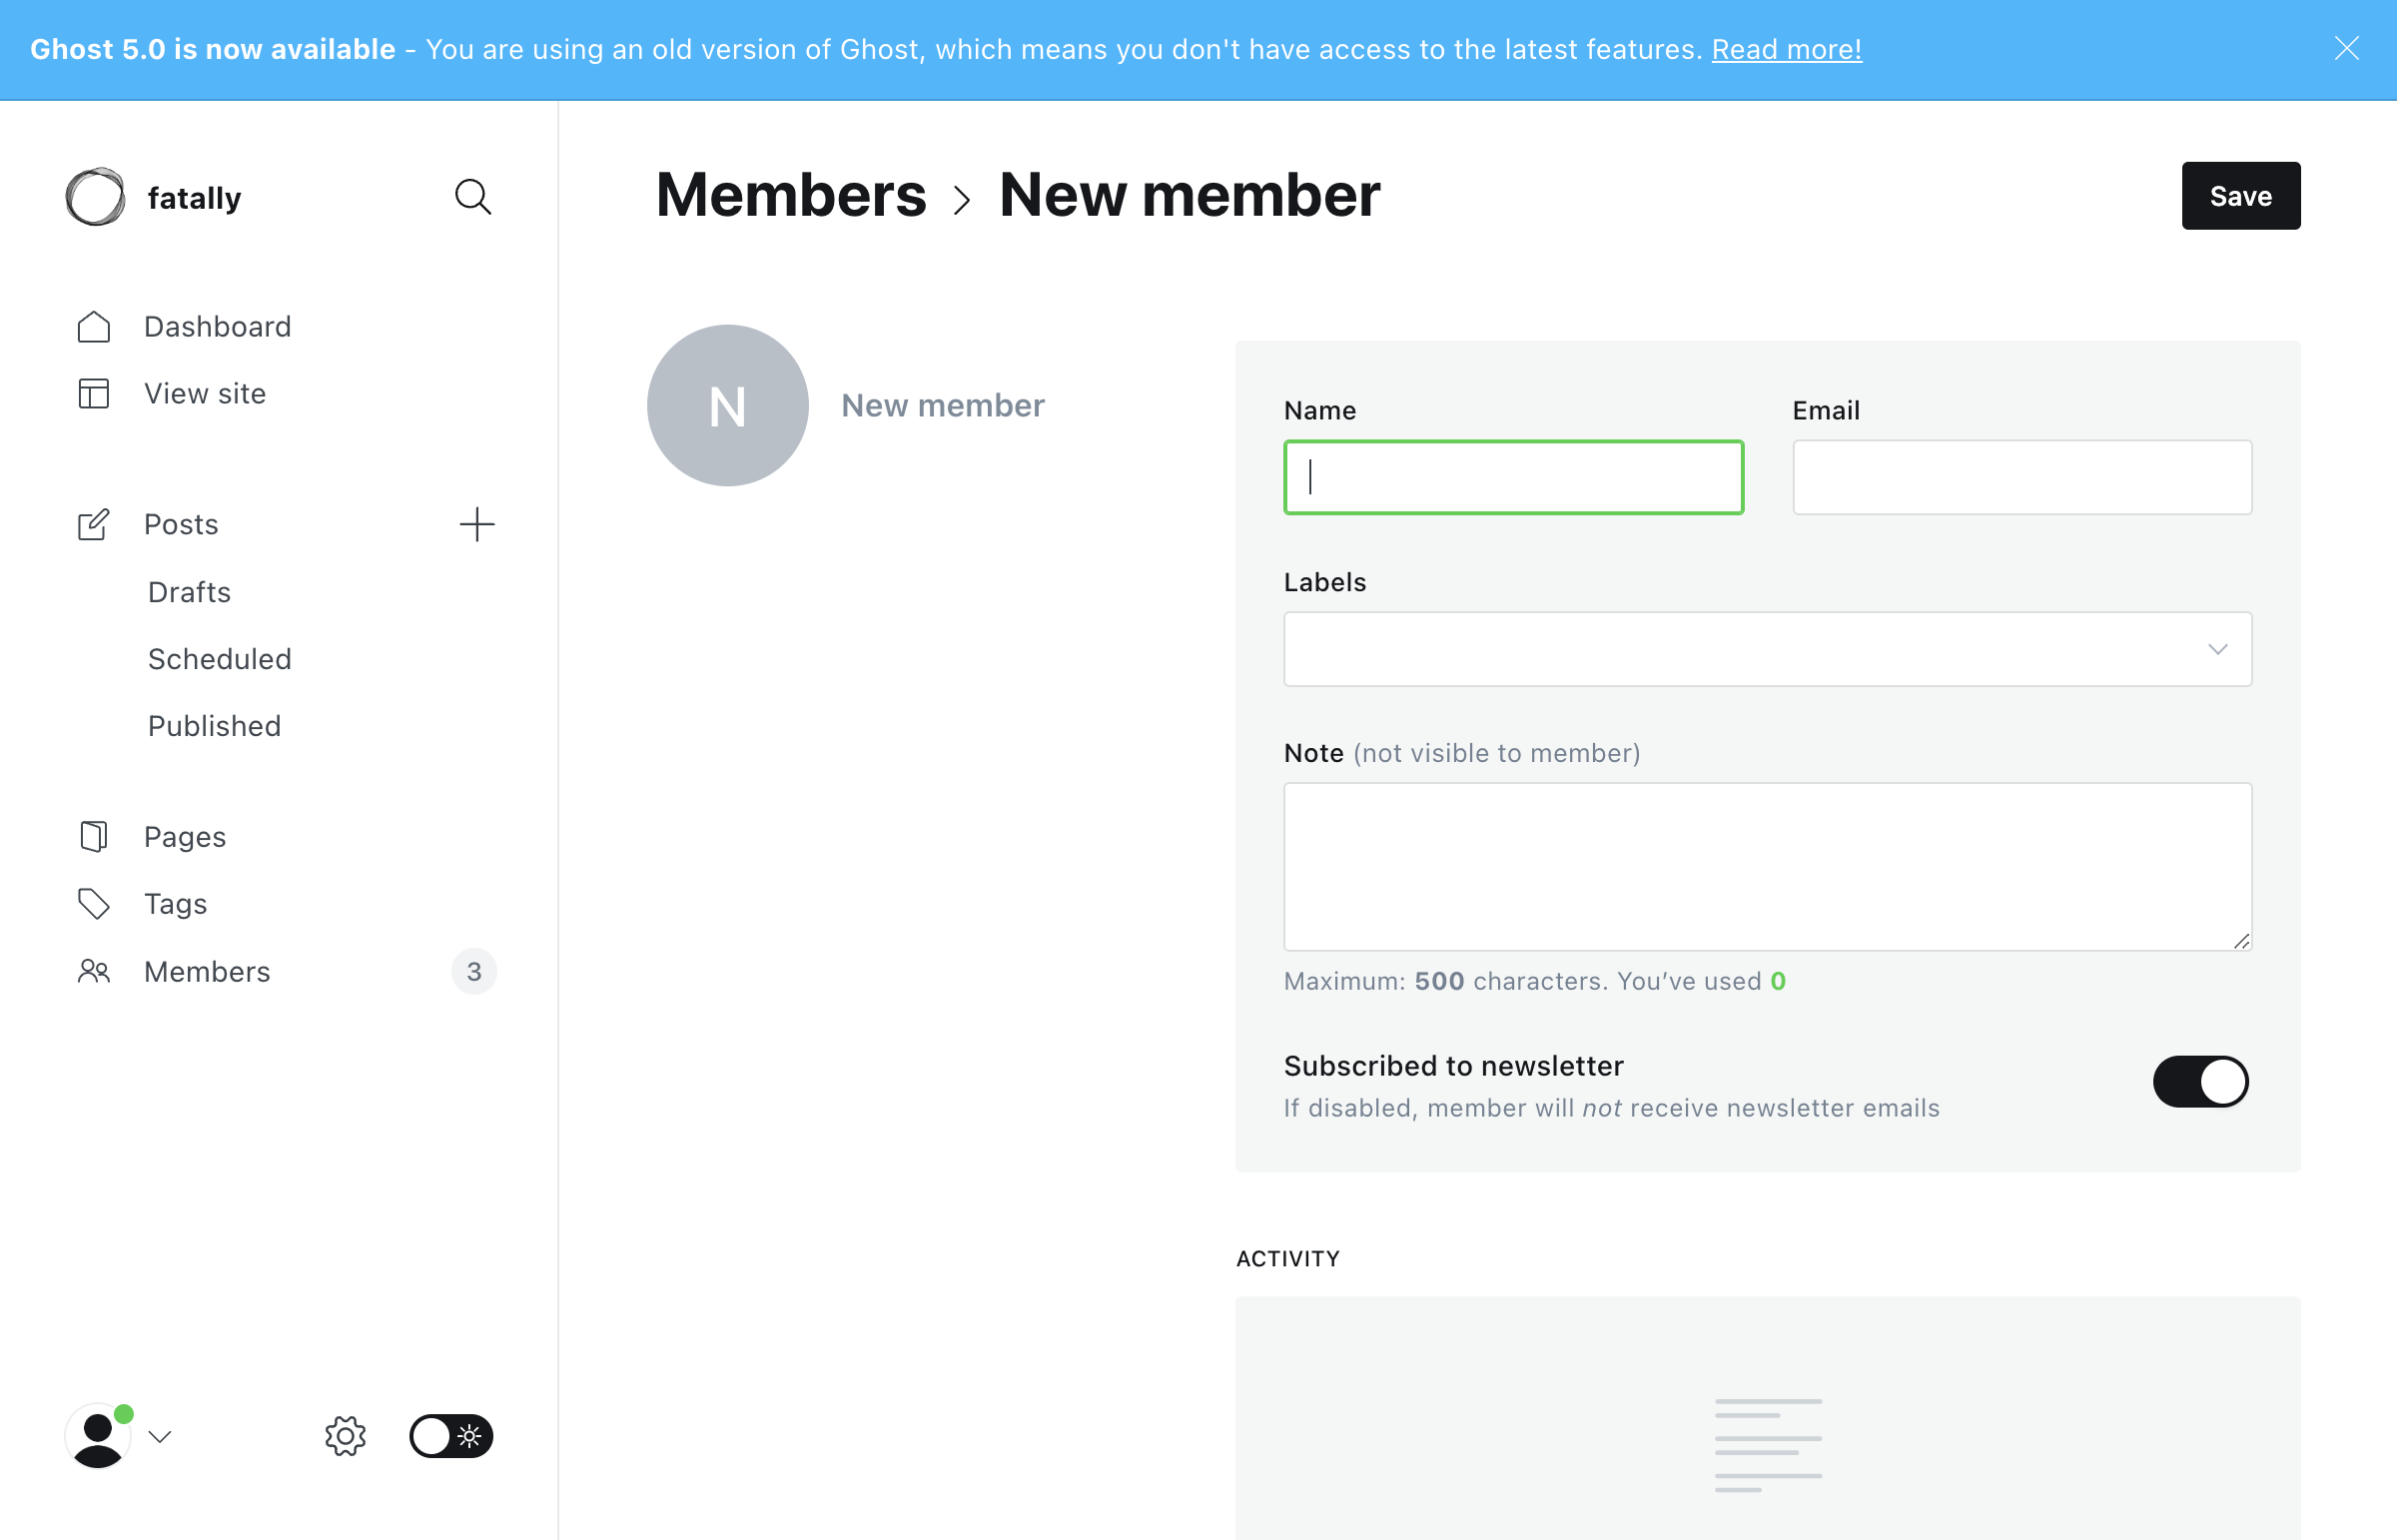 Ghost 5.0 is now available - You are using an old version of Ghost, which means you don't have access to the latest features. Read more!
fatally
Members > New member
Save
Dashboard
View site
Posts
Drafts
Scheduled
Published
Pages
Tags
Members
3
N
New member
Name
Email
Labels
Note (not visible to member)
Maximum: 500 characters. You’ve used 0
Subscribed to newsletter
If disabled, member will not receive newsletter emails
ACTIVITY